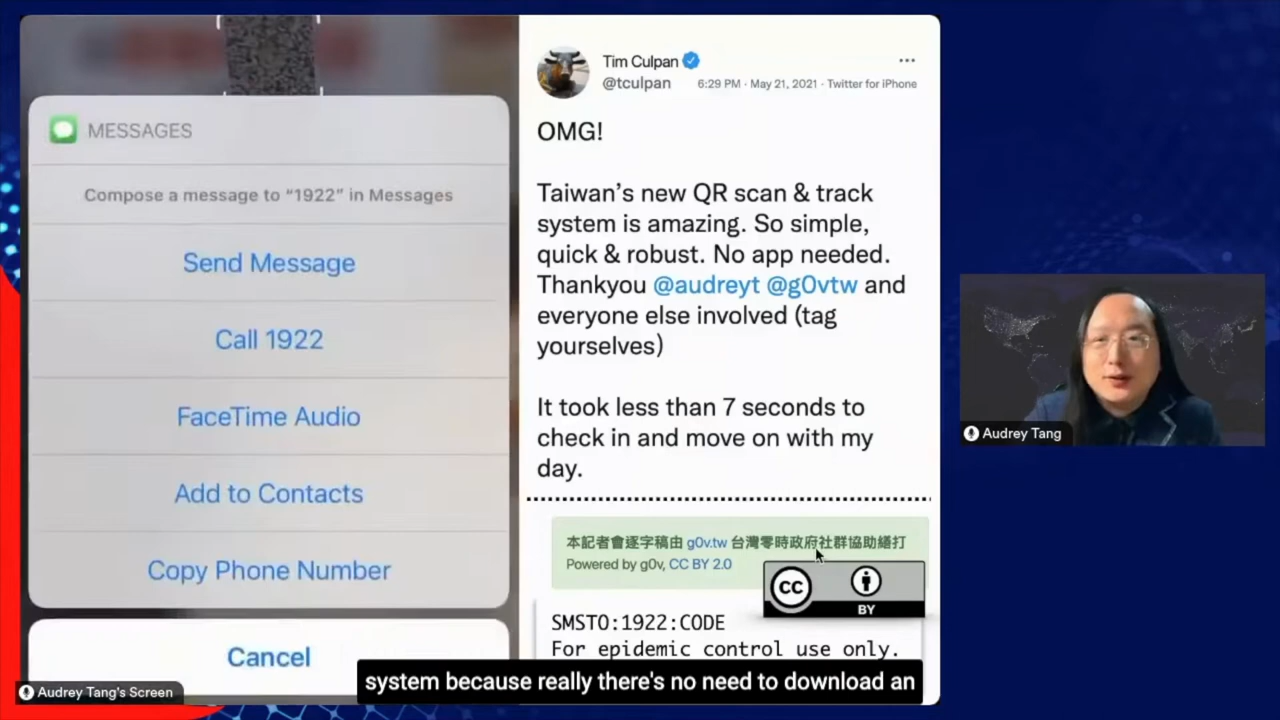 MESSAGES
Compose a message to “1922” in Messages
Send Message
Call 1922
FaceTime Audio
Add to Contacts
Copy Phone Number
Cancel
Audrey Tang's Screen
Tim Culpan
@tculpan
6:29 PM · May 21, 2021 · Twitter for iPhone
OMG!
Taiwan’s new QR scan & track
system is amazing. So simple,
quick & robust. No app needed.
Thankyou @audreyt @g0vtw and
everyone else involved (tag
yourselves)
It took less than 7 seconds to
check in and move on with my
day.
本記者會逐字稿由 g0v.tw 台灣零時政府社群協助繕打
Powered by g0v, CC BY 2.0
CC
BY
SMSTO:1922:CODE
For epidemic control use only.
system because really there's no need to download an
Audrey Tang